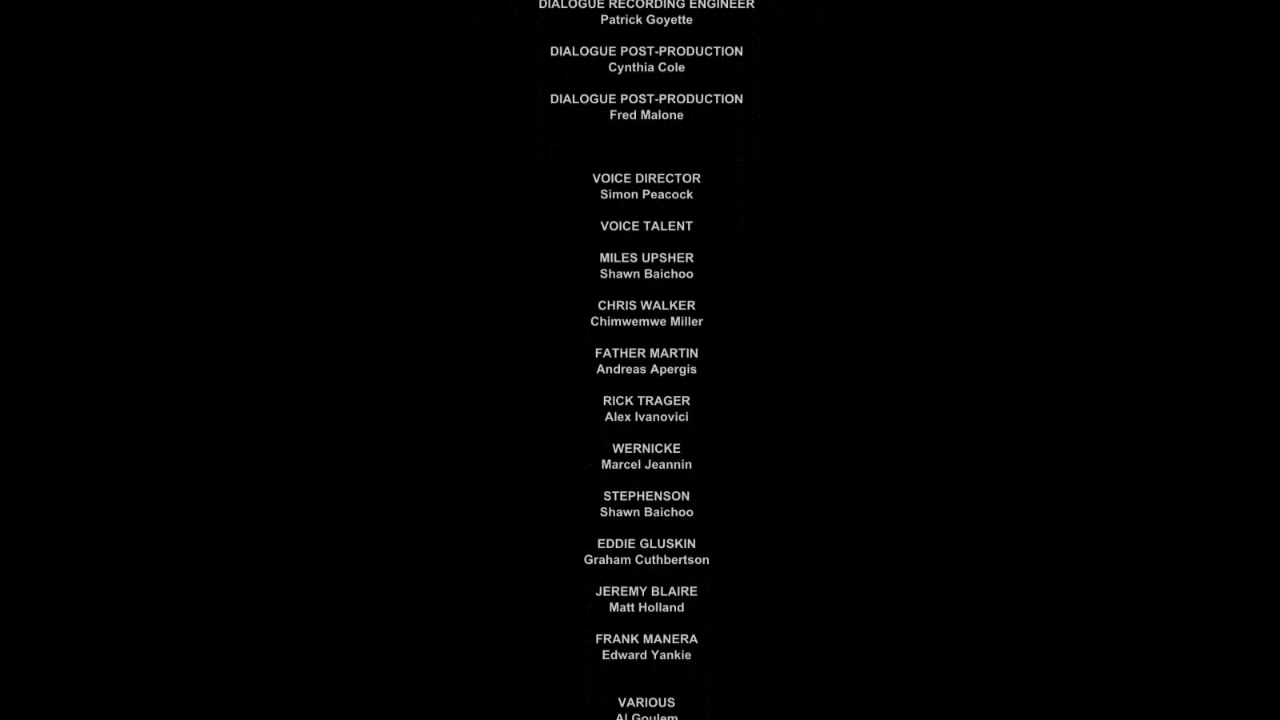 DIALOGUE RECORDING ENGINEER
Patrick Goyette
DIALOGUE POST-PRODUCTION
Cynthia Cole
DIALOGUE POST-PRODUCTION
Fred Malone
VOICE DIRECTOR
Simon Peacock
VOICE TALENT
MILES UPSHER
Shawn Baichoo
CHRIS WALKER
Chimwemwe Miller
FATHER MARTIN
Andreas Apergis
RICK TRAGER
Alex Ivanovici
WERNICKE
Marcel Jeannin
STEPHENSON
Shawn Baichoo
EDDIE GLUSKIN
Graham Cuthbertson
JEREMY BLAIRE
Matt Holland
FRANK MANERA
Edward Yankie
VARIOUS
Al Goulem